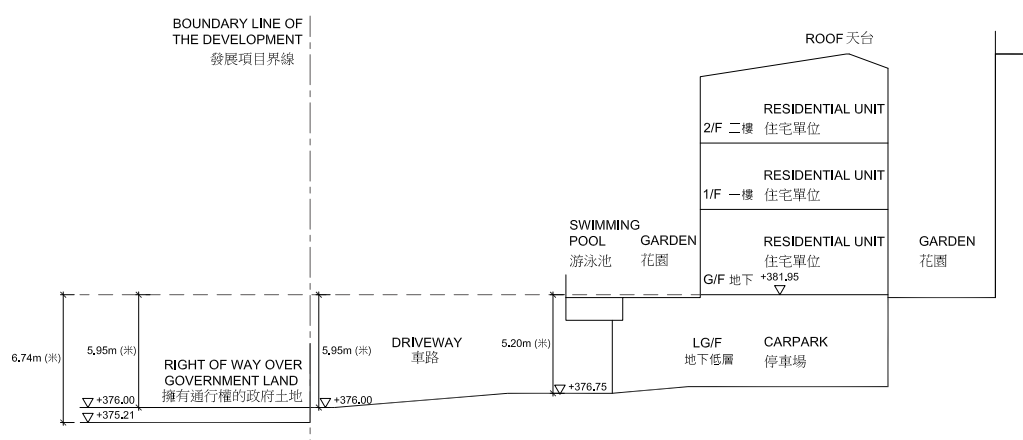 BOUNDARY LINE OF
THE DEVELOPMENT
發展項目界線
ROOF 天台
RESIDENTIAL UNIT
2/F 二樓 住宅單位
RESIDENTIAL UNIT
1/F 一樓 住宅單位
SWIMMING
POOL
游泳池
GARDEN
花園
RESIDENTIAL UNIT
住宅單位
G/F 地下 +381.95
GARDEN
花園
6.74m (米)
5.95m (米)
5.95m (米)
DRIVEWAY
車路
5.20m (米)
LG/F
地下低層
CARPARK
停車場
RIGHT OF WAY OVER
GOVERNMENT LAND
擁有通行權的政府土地
+376.00
+375.21
+376.00
+376.75